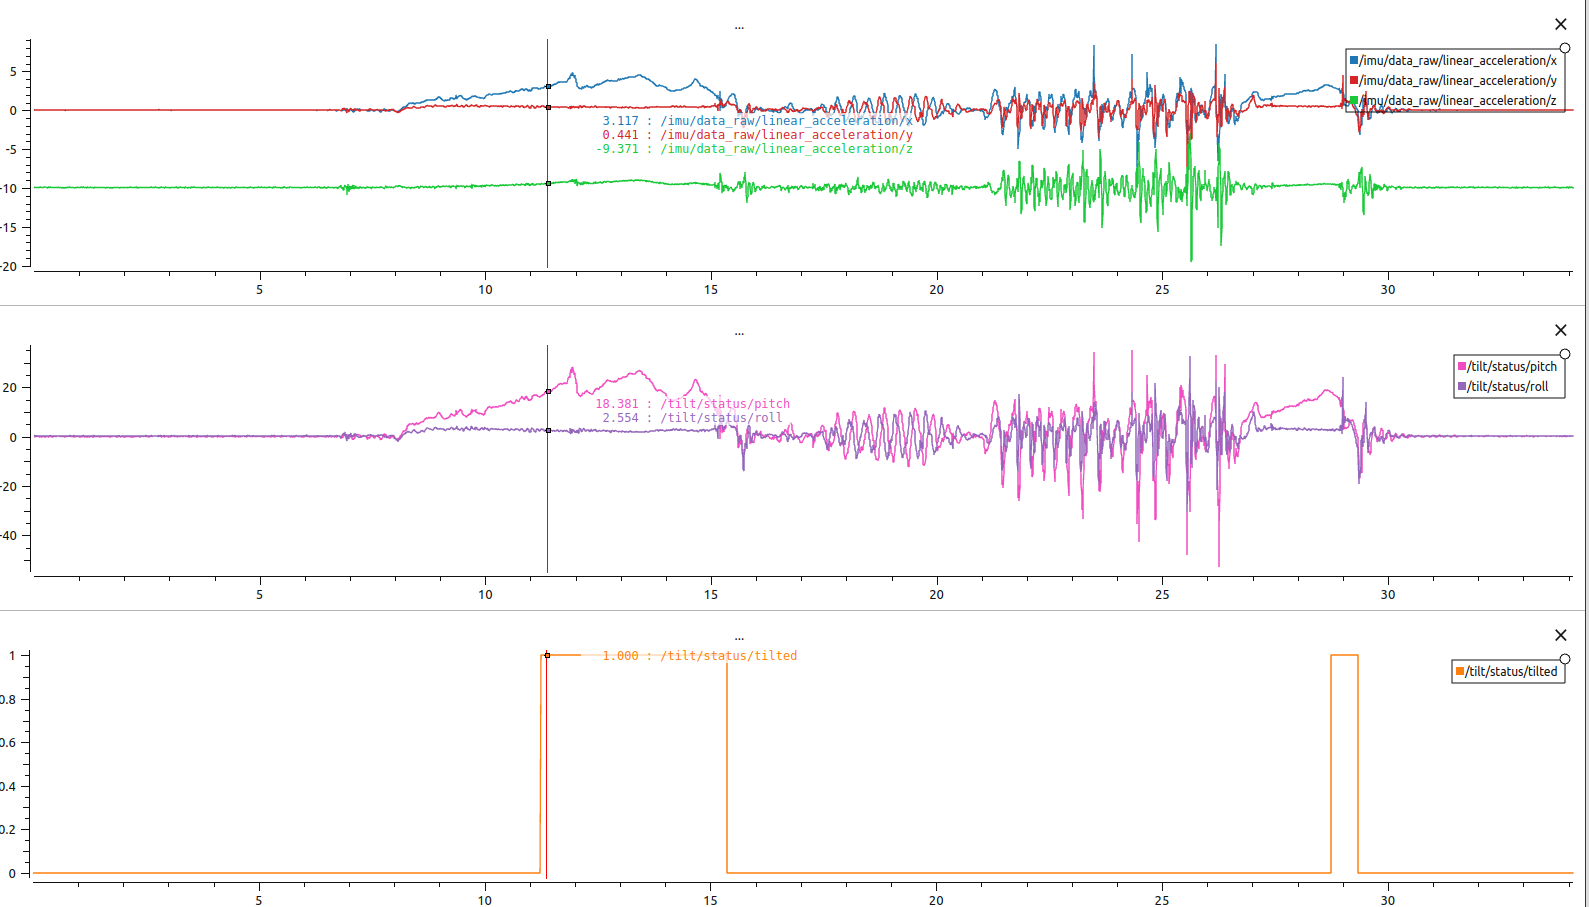 ...
5
0
-5
-10
-15
-20
/imu/data_raw/linear_acceleration/x
/imu/data_raw/linear_acceleration/y
/imu/data_raw/linear_acceleration/z
3.117 : /imu/data_raw/linear_acceleration/x
0.441 : /imu/data_raw/linear_acceleration/y
-9.371 : /imu/data_raw/linear_acceleration/z
5 10 15 20 25 30
...
20
0
-20
-40
/tilt/status/pitch
/tilt/status/roll
18.381 : /tilt/status/pitch
2.554 : /tilt/status/roll
5 10 15 20 25 30
...
1
0.8
0.6
0.4
0.2
0
1.000 : /tilt/status/tilted
/tilt/status/tilted
5 10 15 20 25 30